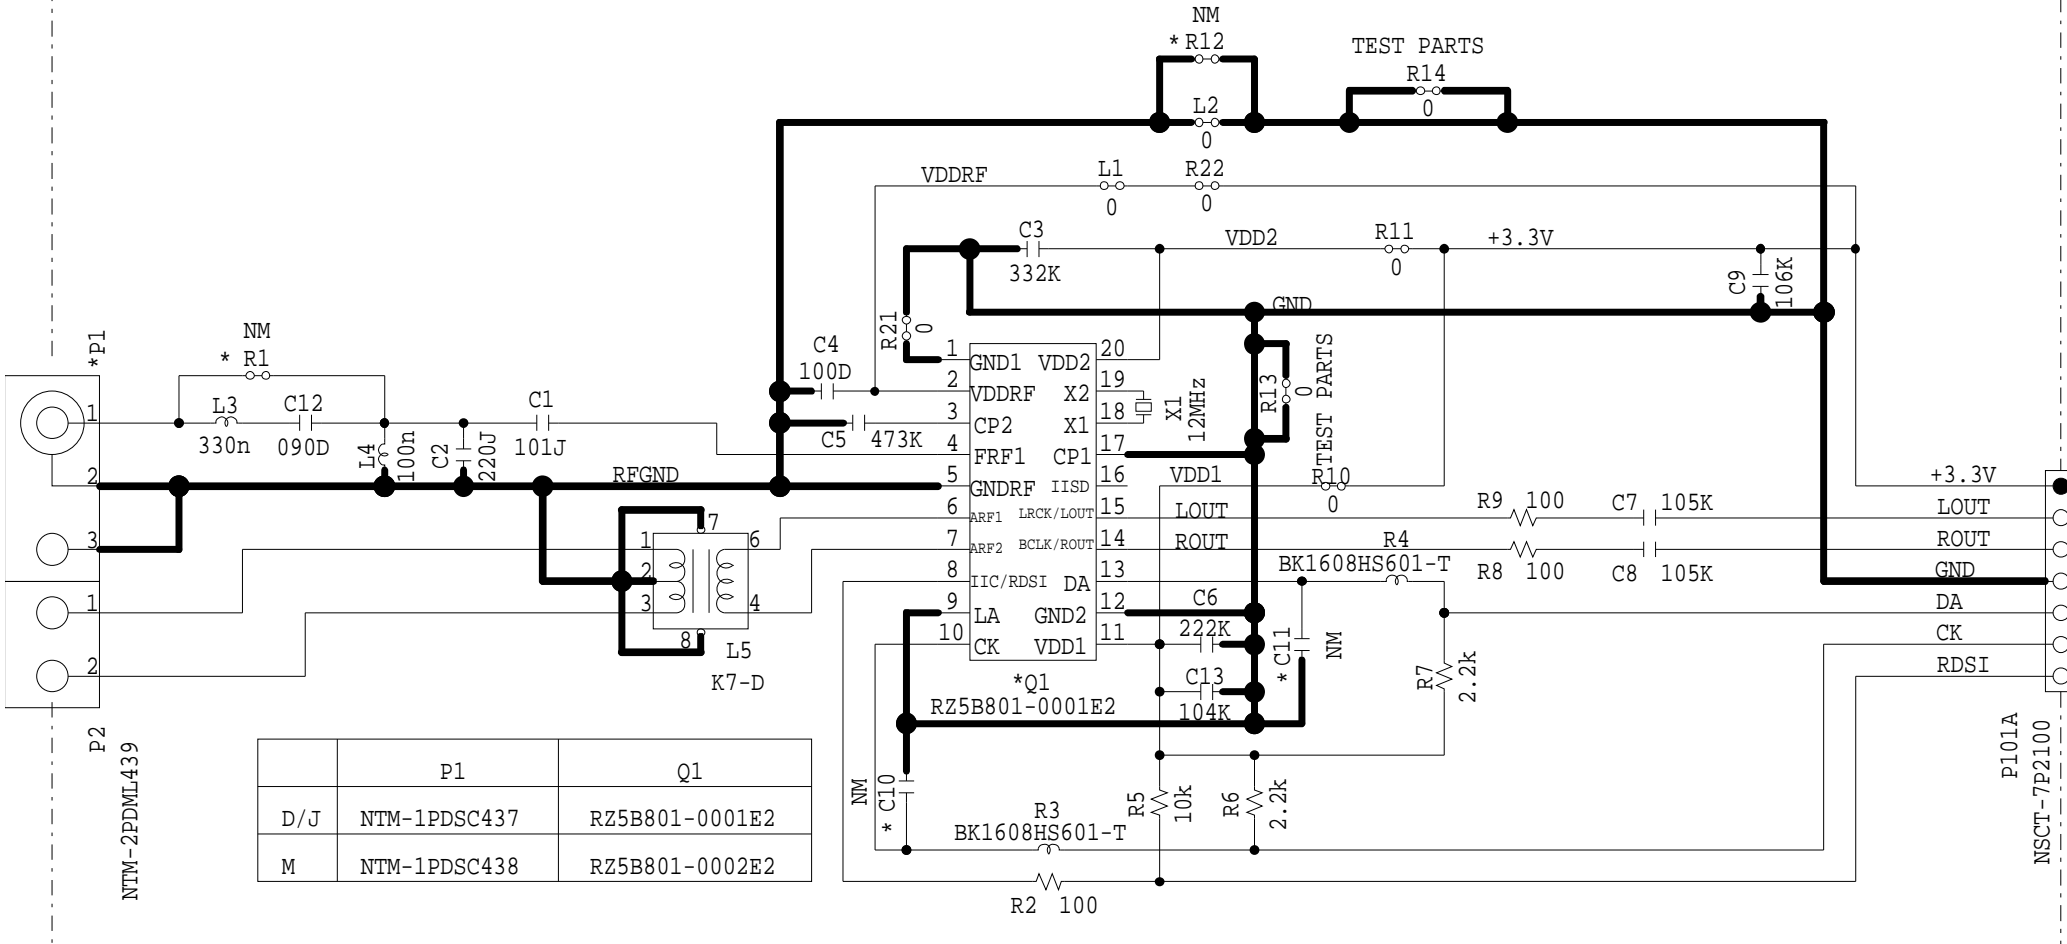 NM
* R12
TEST PARTS
R14
0
L2
0
VDDRF
L1
0
R22
0
C3
332K
VDD2
R11
0
+3.3V
C9
106K
GND
R21
0
*P1
NM
* R1
L3
330n
C12
090D
L4
100n
C2
220J
C1
101J
C4
100D
C5
473K
RFGND
1
2
3
1
2
1
2
3
7
6
4
8
L5
K7-D
1
GND1
2
VDDRF
3
CP2
4
FRF1
5
GNDRF
6
ARF1
7
ARF2
8
IIC/RDSI
9
LA
10
CK
20
VDD2
19
X2
18
X1
17
CP1
16
IISD
15
LRCK/LOUT
14
BCLK/ROUT
13
DA
12
GND2
11
VDD1
*Q1
RZ5B801-0001E2
X1
12MHz
R13
0
TEST PARTS
VDD1
R10
0
LOUT
ROUT
R9 100
C7 105K
R8 100
C8 105K
R4
BK1608HS601-T
C6
222K
C13
104K
* C11
NM
R7
2.2k
+3.3V
LOUT
ROUT
GND
DA
CK
RDSI
P101A
NSCT-7P2100
P2
NTM-2PDML439
P1 Q1
D/J NTM-1PDSC437 RZ5B801-0001E2
M NTM-1PDSC438 RZ5B801-0002E2
NM
* C10
R5
10k
R6
2.2k
R3
BK1608HS601-T
R2 100